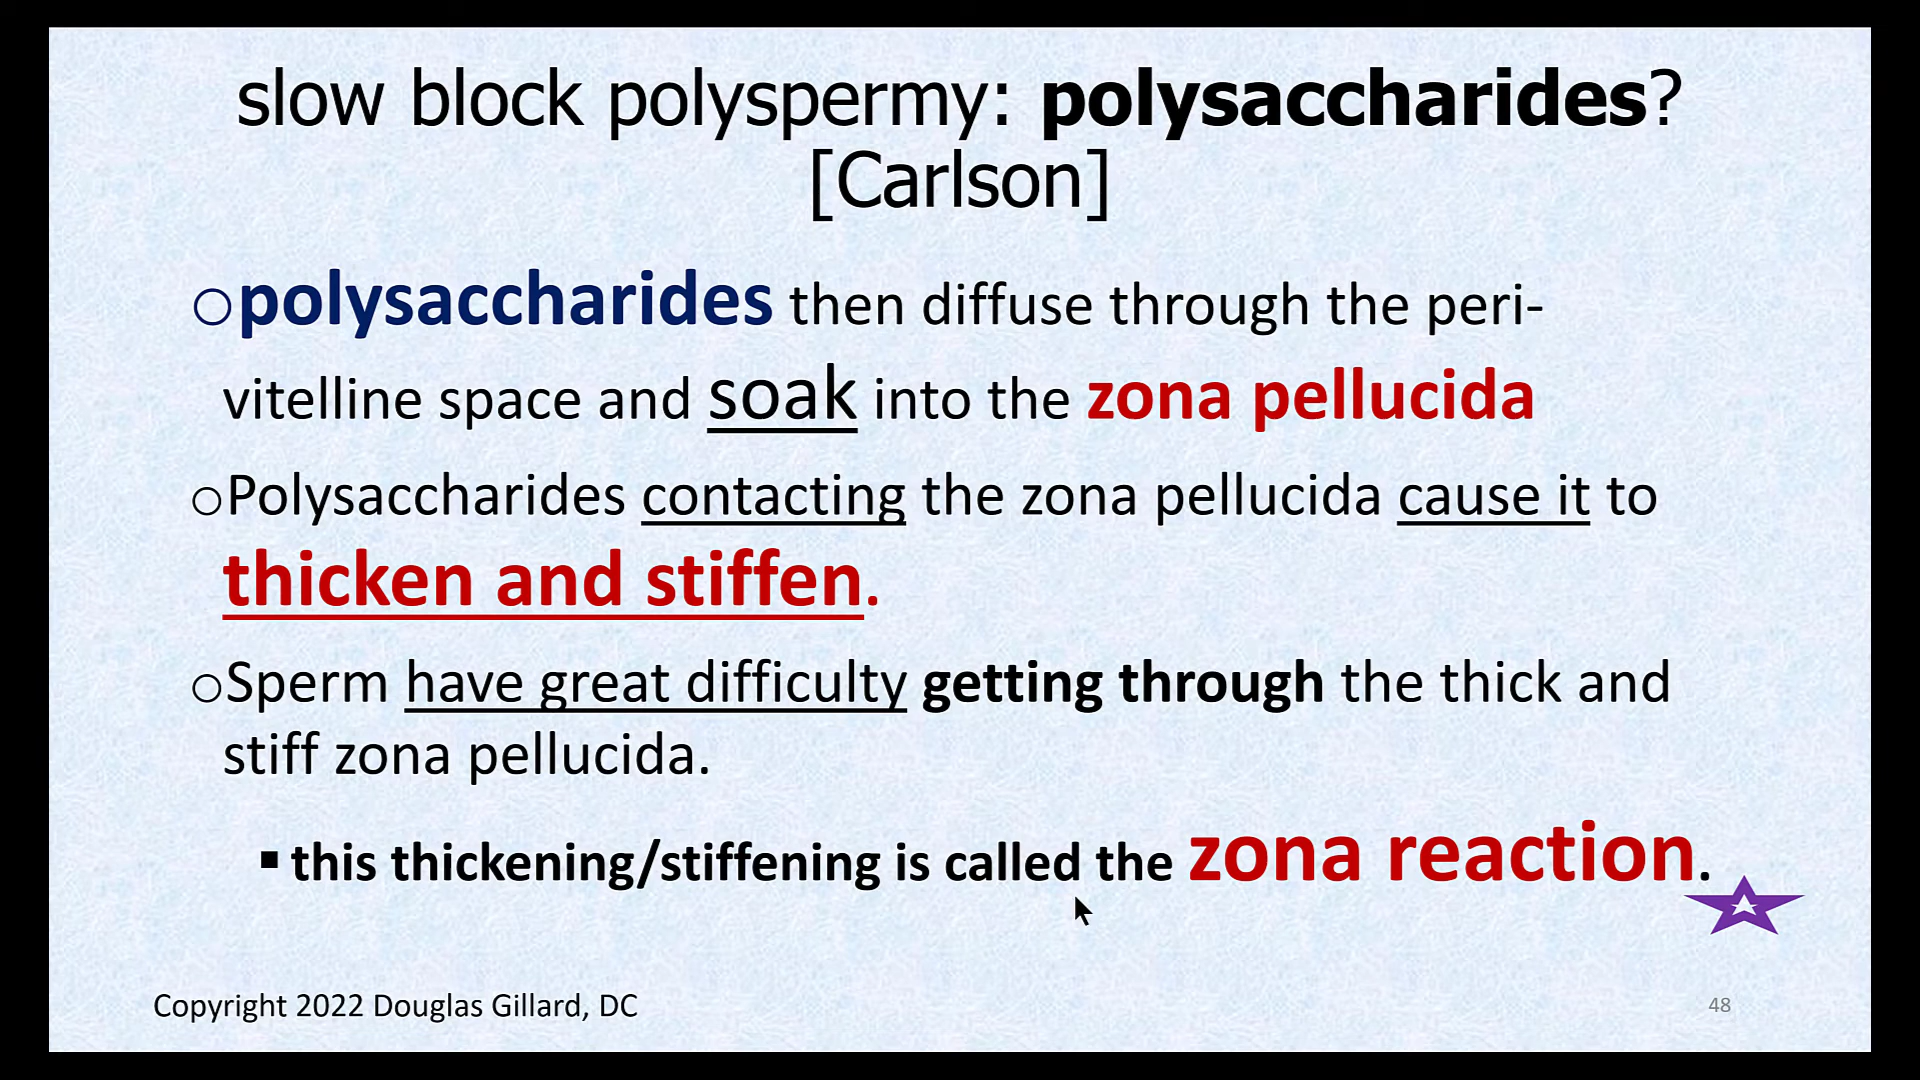 slow block polyspermy: polysaccharides?
[Carlson]
○polysaccharides then diffuse through the peri-
vitelline space and soak into the zona pellucida
○Polysaccharides contacting the zona pellucida cause it to
thicken and stiffen.
○Sperm have great difficulty getting through the thick and
stiff zona pellucida.
▪this thickening/stiffening is called the zona reaction.
Copyright 2022 Douglas Gillard, DC
48